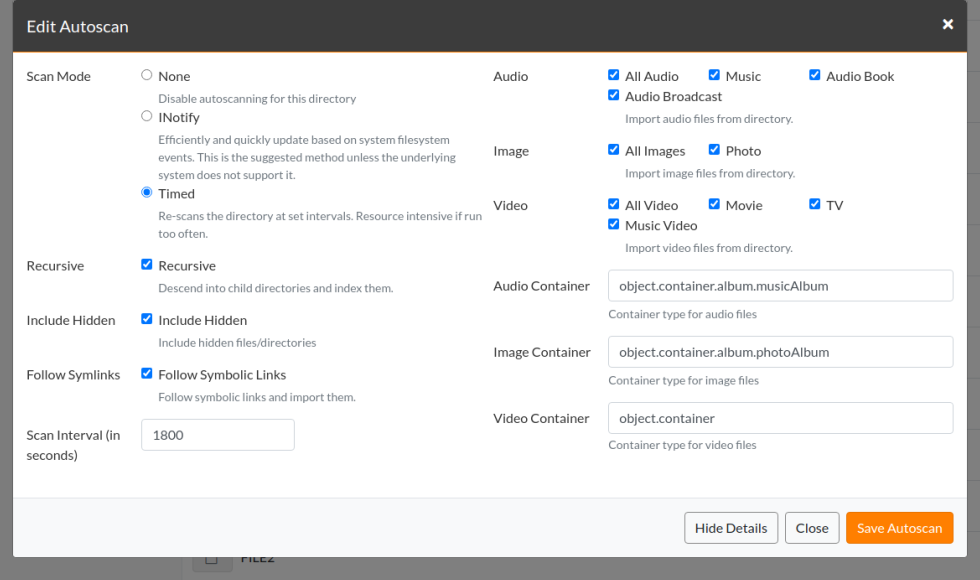 Edit Autoscan
Scan Mode
None
Disable autoscanning for this directory
INotify
Efficiently and quickly update based on system filesystem
events. This is the suggested method unless the underlying
system does not support it.
Timed
Re-scans the directory at set intervals. Resource intensive if run
too often.
Recursive
Recursive
Descend into child directories and index them.
Include Hidden
Include Hidden
Include hidden files/directories
Follow Symlinks
Follow Symbolic Links
Follow symbolic links and import them.
Scan Interval (in
seconds)
1800
Audio
All Audio Music Audio Book
Audio Broadcast
Import audio files from directory.
Image
All Images Photo
Import image files from directory.
Video
All Video Movie TV
Music Video
Import video files from directory.
Audio Container
object.container.album.musicAlbum
Container type for audio files
Image Container
object.container.album.photoAlbum
Container type for image files
Video Container
object.container
Container type for video files
Hide Details Close Save Autoscan
FILE2